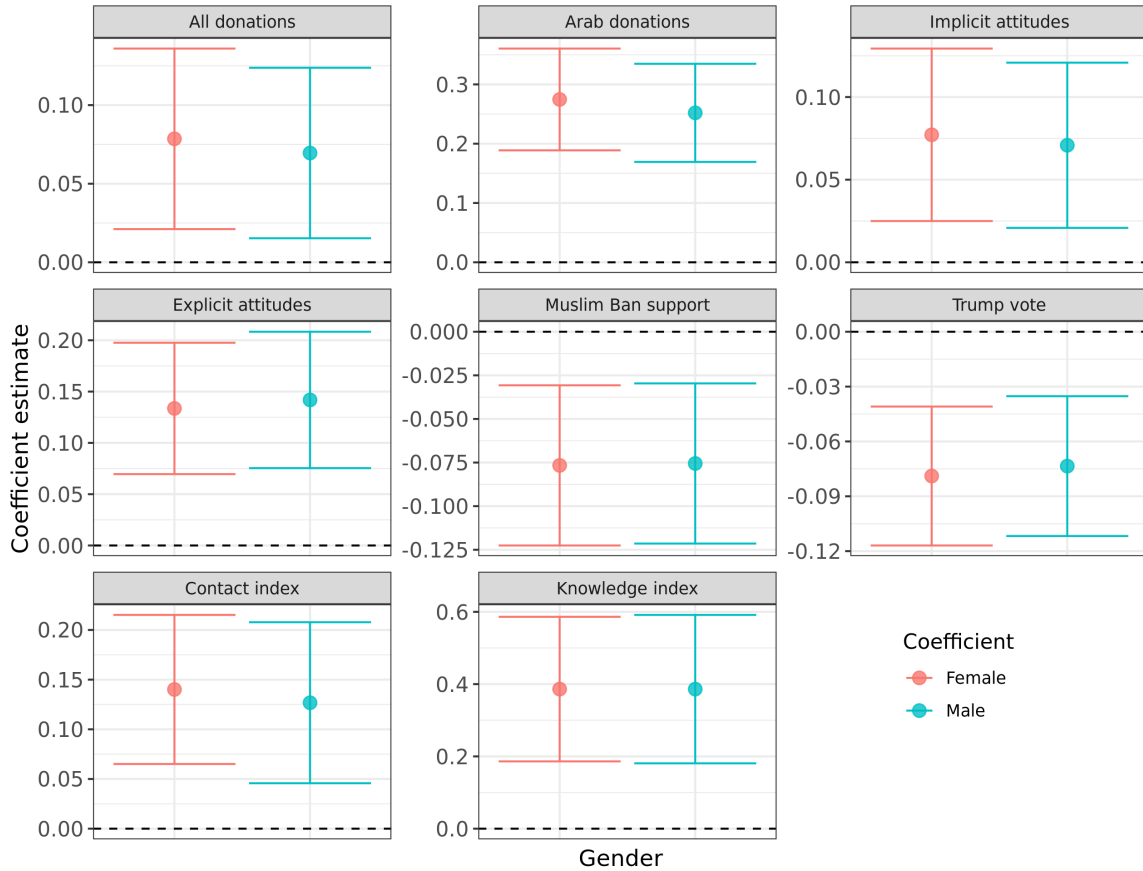 All donations
Arab donations
Implicit attitudes
0.10
0.05
0.00
0.3
0.2
0.1
0.0
0.10
0.05
0.00
Explicit attitudes
Muslim Ban support
Trump vote
0.20
0.15
0.10
0.05
0.00
0.000
-0.025
-0.050
-0.075
-0.100
-0.125
0.00
-0.03
-0.06
-0.09
-0.12
Coefficient estimate
Contact index
Knowledge index
0.20
0.15
0.10
0.05
0.00
0.6
0.4
0.2
0.0
Coefficient
Female
Male
Gender